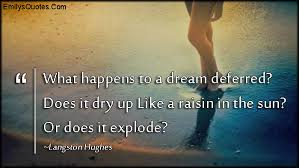 EmilysQuotes.Com
“
What happens to a dream deferred?
Does it dry up Like a raisin in the sun?
Or does it explode?
~Langston Hughes